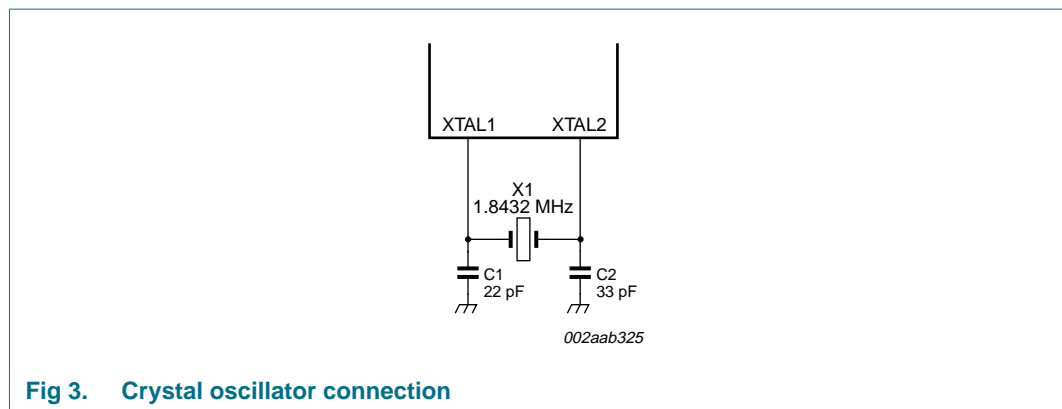 XTAL1 XTAL2
X1
1.8432 MHz
C1 C2
22 pF 33 pF
002aab325
Fig 3. Crystal oscillator connection